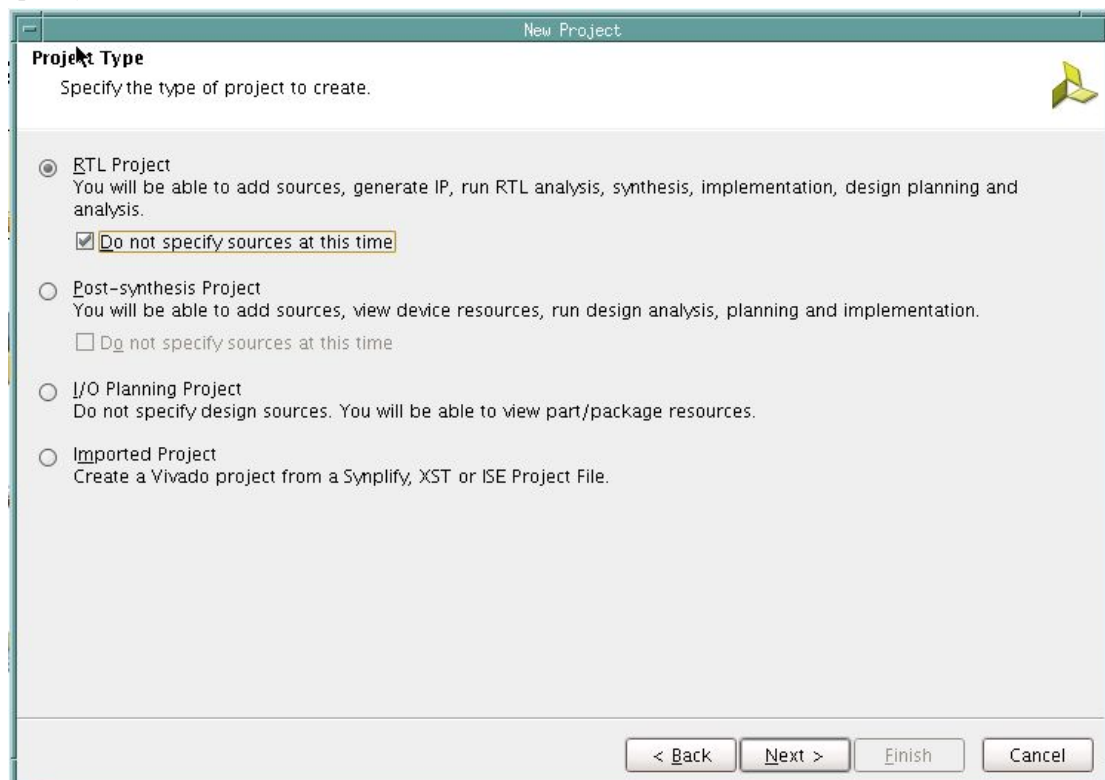 New Project
Project Type
Specify the type of project to create.
RTL Project
You will be able to add sources, generate IP, run RTL analysis, synthesis, implementation, design planning and
analysis.
Do not specify sources at this time
Post-synthesis Project
You will be able to add sources, view device resources, run design analysis, planning and implementation.
Do not specify sources at this time
I/O Planning Project
Do not specify design sources. You will be able to view part/package resources.
Imported Project
Create a Vivado project from a Synplify, XST or ISE Project File.
< Back Next > Finish Cancel